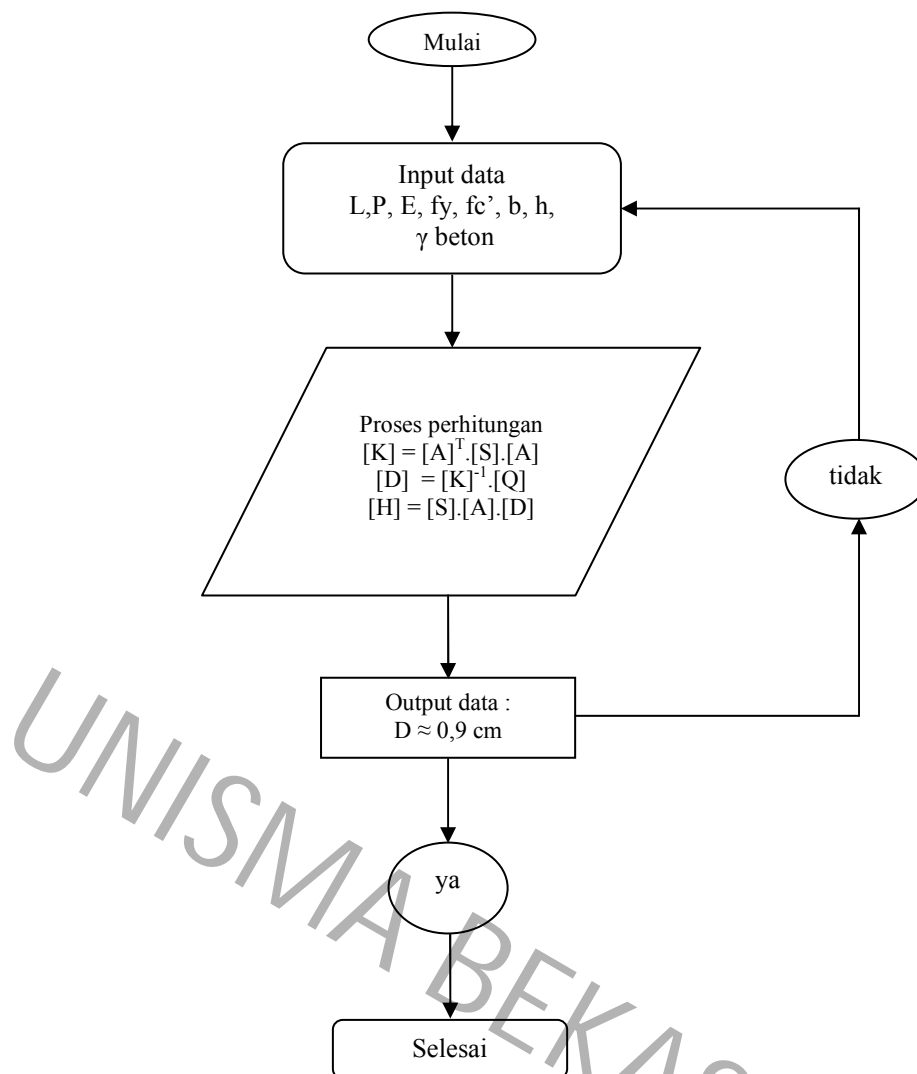 Mulai
Input data
L,P, E, fy, fc’, b, h,
γ beton
Proses perhitungan
[K] = [A]ᵀ.[S].[A]
[D] = [K]⁻¹.[Q]
[H] = [S].[A].[D]
tidak
Output data :
D ≈ 0,9 cm
ya
Selesai
UNISMA BEKAS